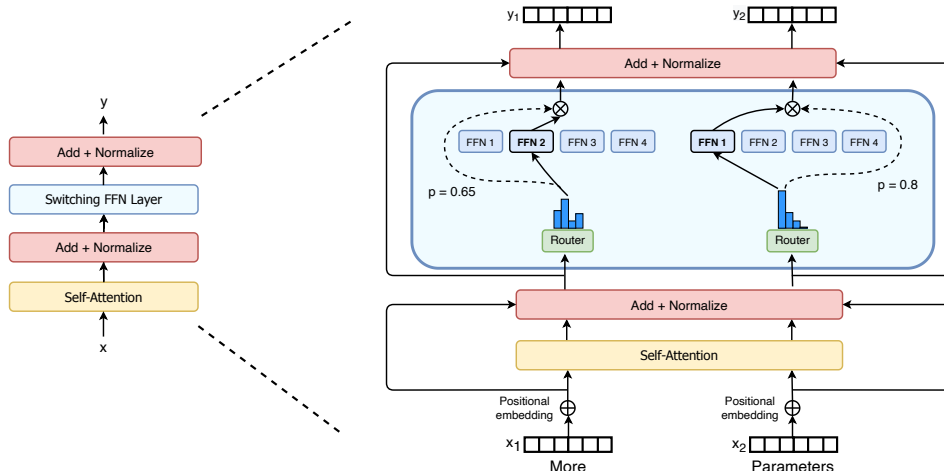 y
Add + Normalize
Switching FFN Layer
Add + Normalize
Self-Attention
x
y1
y2
Add + Normalize
FFN 1
FFN 2
FFN 3
FFN 4
FFN 1
FFN 2
FFN 3
FFN 4
p = 0.65
p = 0.8
Router
Router
Add + Normalize
Self-Attention
Positional
embedding
Positional
embedding
x1
x2
More
Parameters